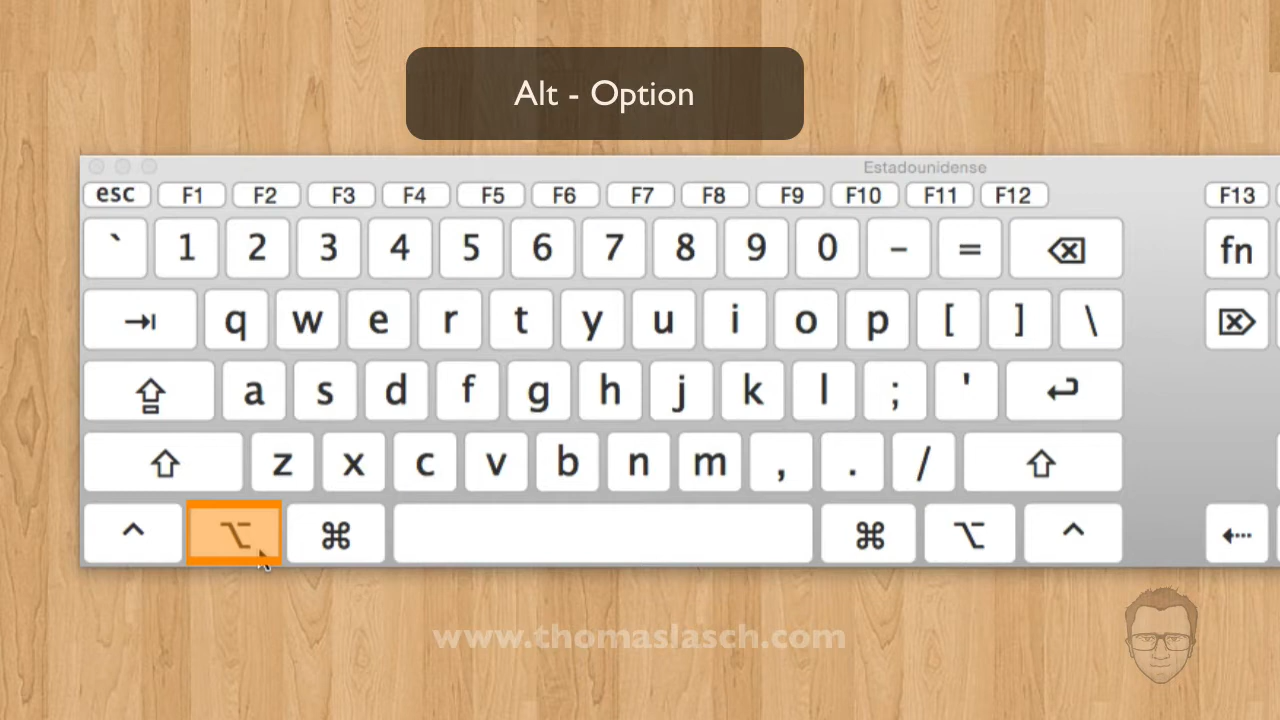 Alt - Option
Estadounidense
esc F1 F2 F3 F4 F5 F6 F7 F8 F9 F10 F11 F12 F13
` 1 2 3 4 5 6 7 8 9 0 - = ⌫ fn
⇥ q w e r t y u i o p [ ] \ ⌦
⇪ a s d f g h j k l ; ' ↩
⇧ z x c v b n m , . / ⇧
^ ⌥ ⌘ ⌘ ⌥ ^ ⇠
www.thomaslasch.com